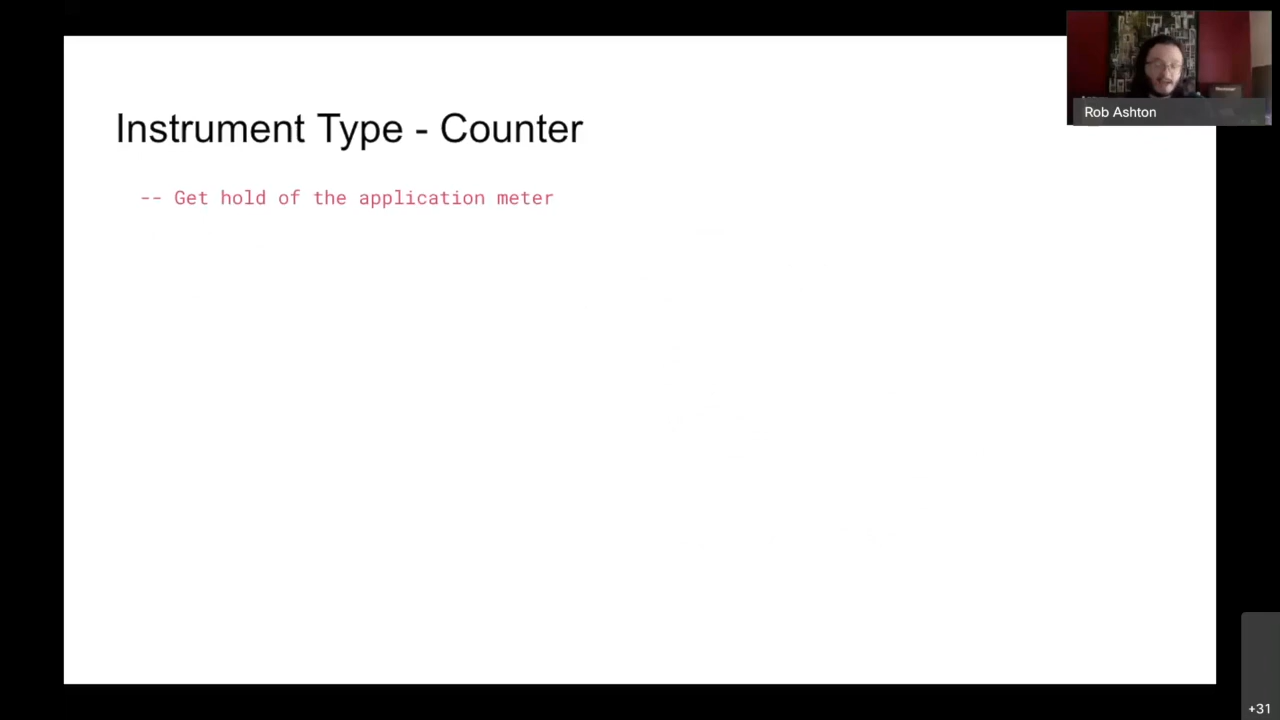 Instrument Type - Counter
-- Get hold of the application meter
Rob Ashton
+31